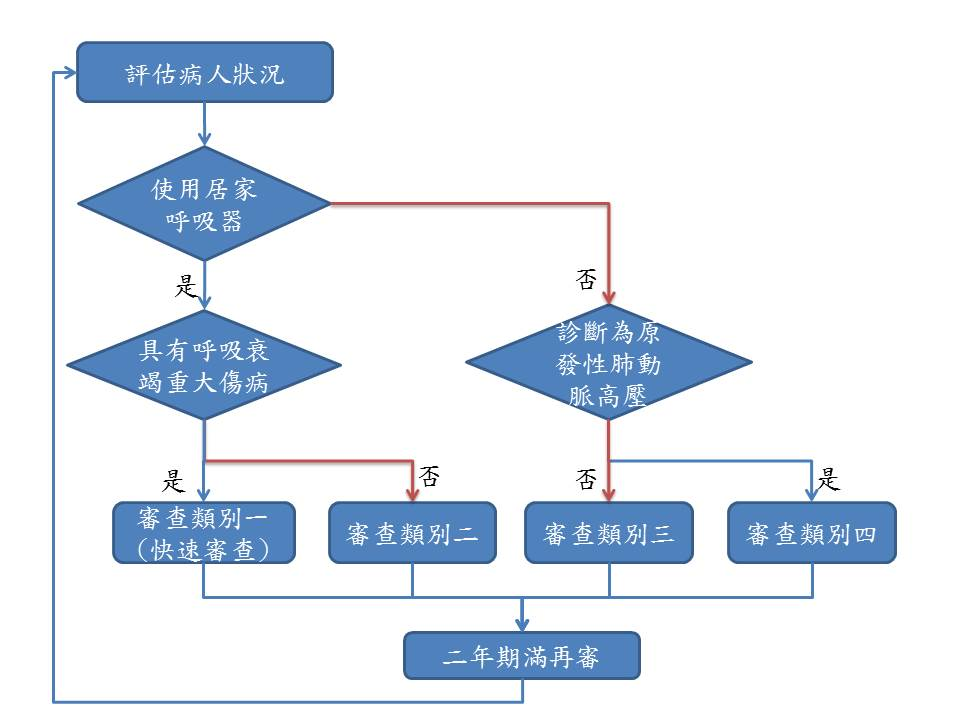 評估病人狀況
使用居家
呼吸器
是
否
具有呼吸衰
竭重大傷病
診斷為原
發性肺動
脈高壓
是
否
否
是
審查類別一
(快速審查)
審查類別二
審查類別三
審查類別四
二年期滿再審